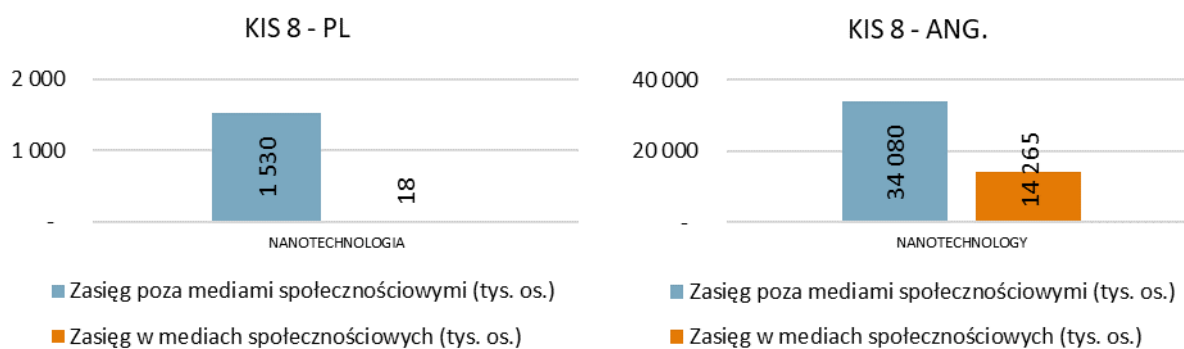 KIS 8 - PL
2 000
1 000
-
1 530
18
NANOTECHNOLOGIA
Zasięg poza mediami społecznościowymi (tys. os.)
Zasięg w mediach społecznościowych (tys. os.)
KIS 8 - ANG.
40 000
20 000
-
34 080
14 265
NANOTECHNOLOGY
Zasięg poza mediami społecznościowymi (tys. os.)
Zasięg w mediach społecznościowych (tys. os.)